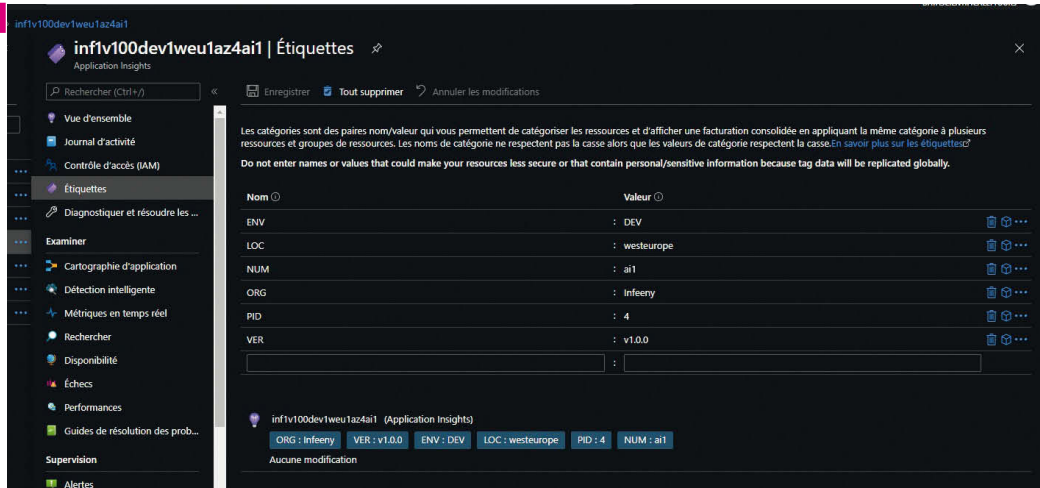 inf1v100dev1weu1az4ai1
inf1v100dev1weu1az4ai1 | Étiquettes
Application Insights
Rechercher (Ctrl+/)
«
Enregistrer
Tout supprimer
Annuler les modifications
Vue d'ensemble
Journal d'activité
Contrôle d'accès (IAM)
Étiquettes
Diagnostiquer et résoudre les ...
Examiner
Cartographie d'application
Détection intelligente
Métriques en temps réel
Rechercher
Disponibilité
Échecs
Performances
Guides de résolution des prob...
Supervision
Alertes
Les catégories sont des paires nom/valeur qui vous permettent de catégoriser les ressources et d'afficher une facturation consolidée en appliquant la même catégorie à plusieurs
ressources et groupes de ressources. Les noms de catégorie ne respectent pas la casse alors que les valeurs de catégorie respectent la casse.En savoir plus sur les étiquettes
Do not enter names or values that could make your resources less secure or that contain personal/sensitive information because tag data will be replicated globally.
Nom Valeur
ENV : DEV
LOC : westeurope
NUM : ai1
ORG : Infeeny
PID : 4
VER : v1.0.0
:
inf1v100dev1weu1az4ai1 (Application Insights)
ORG : Infeeny VER : v1.0.0 ENV : DEV LOC : westeurope PID : 4 NUM : ai1
Aucune modification